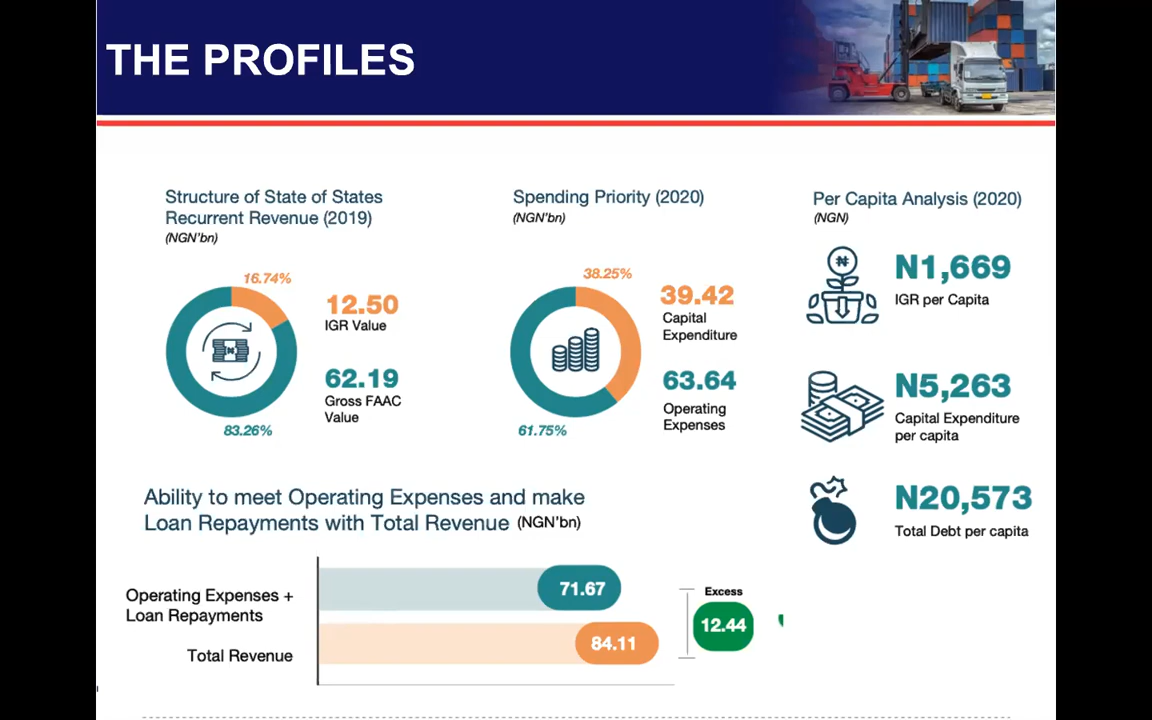 THE PROFILES
Structure of State of States
Recurrent Revenue (2019)
(NGN'bn)
16.74%
12.50
IGR Value
62.19
Gross FAAC
Value
83.26%
Spending Priority (2020)
(NGN'bn)
38.25%
39.42
Capital
Expenditure
63.64
Operating
Expenses
61.75%
Per Capita Analysis (2020)
(NGN)
N1,669
IGR per Capita
N5,263
Capital Expenditure
per capita
N20,573
Total Debt per capita
Ability to meet Operating Expenses and make
Loan Repayments with Total Revenue (NGN'bn)
Operating Expenses +
Loan Repayments
71.67
Total Revenue
84.11
Excess
12.44